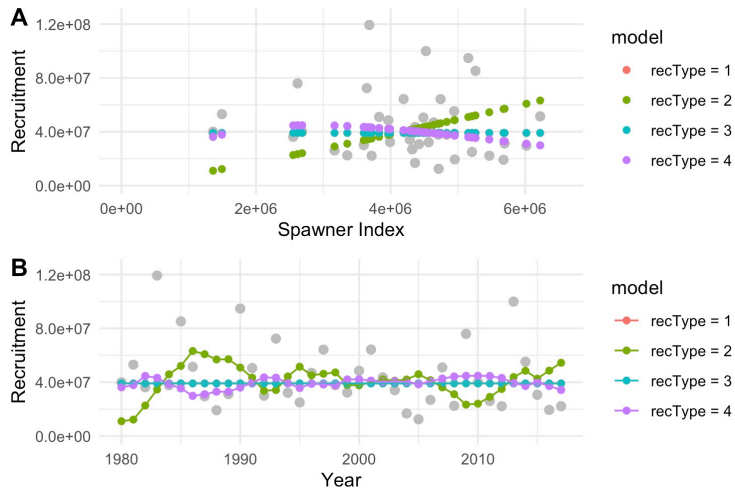 A
Recruitment
1.2e+08
8.0e+07
4.0e+07
0.0e+00
0e+00 2e+06 4e+06 6e+06
Spawner Index
model
recType = 1
recType = 2
recType = 3
recType = 4
B
Recruitment
1.2e+08
8.0e+07
4.0e+07
0.0e+00
1980 1990 2000 2010
Year
model
recType = 1
recType = 2
recType = 3
recType = 4